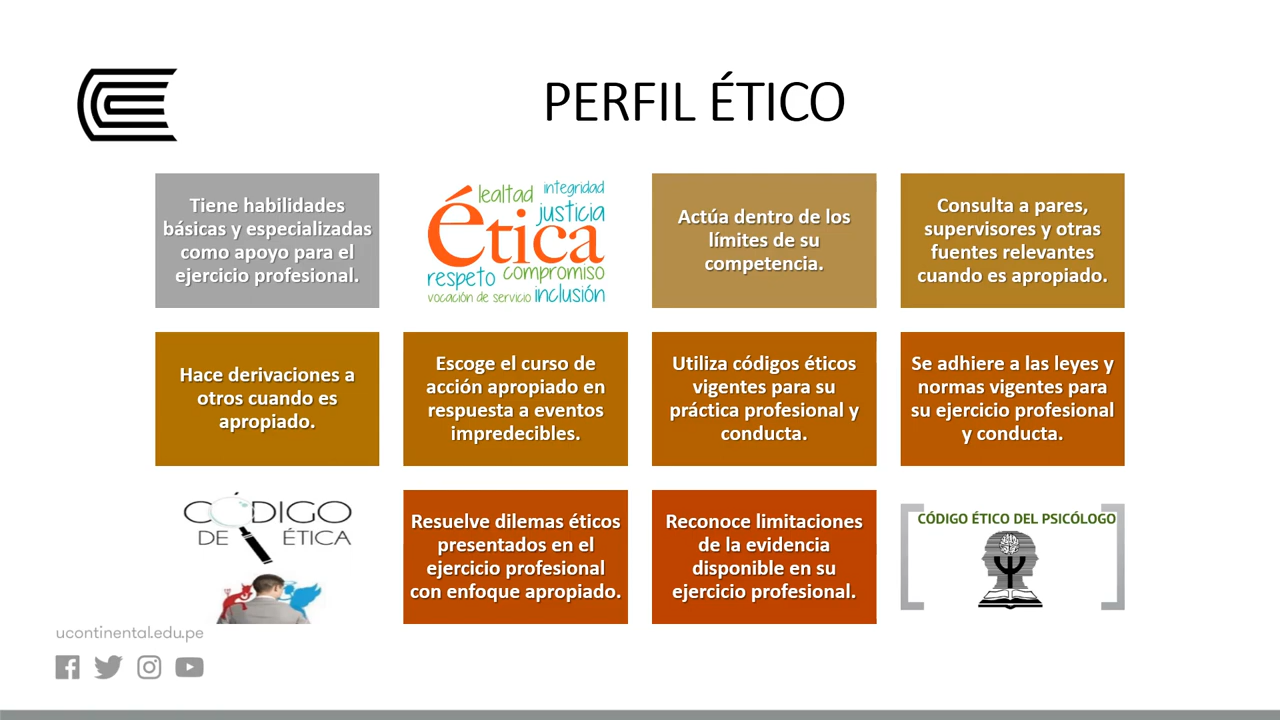 PERFIL ÉTICO
Tiene habilidades
básicas y especializadas
como apoyo para el
ejercicio profesional.
lealtad
integridad
justicia
ética
respeto
compromiso
vocación de servicio
inclusión
Actúa dentro de los
límites de su
competencia.
Consulta a pares,
supervisores y otras
fuentes relevantes
cuando es apropiado.
Hace derivaciones a
otros cuando es
apropiado.
Escoge el curso de
acción apropiado en
respuesta a eventos
impredecibles.
Utiliza códigos éticos
vigentes para su
práctica profesional y
conducta.
Se adhiere a las leyes y
normas vigentes para
su ejercicio profesional
y conducta.
CÓDIGO
DE ÉTICA
Resuelve dilemas éticos
presentados en el
ejercicio profesional
con enfoque apropiado.
Reconoce limitaciones
de la evidencia
disponible en su
ejercicio profesional.
CÓDIGO ÉTICO DEL PSICÓLOGO
ucontinental.edu.pe